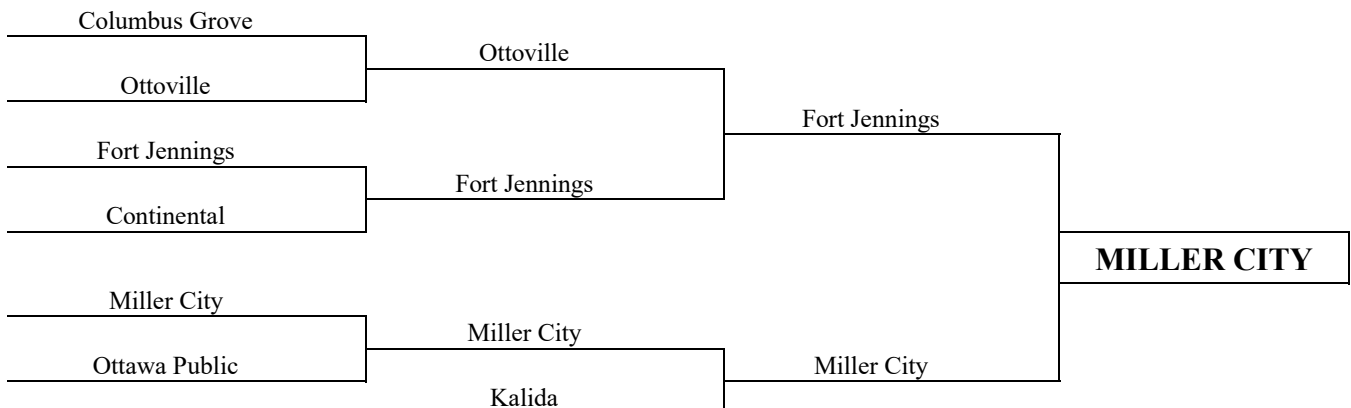 Columbus Grove
Ottoville
Ottoville
Fort Jennings
Fort Jennings
Fort Jennings
Continental
MILLER CITY
Miller City
Miller City
Ottawa Public
Miller City
Kalida